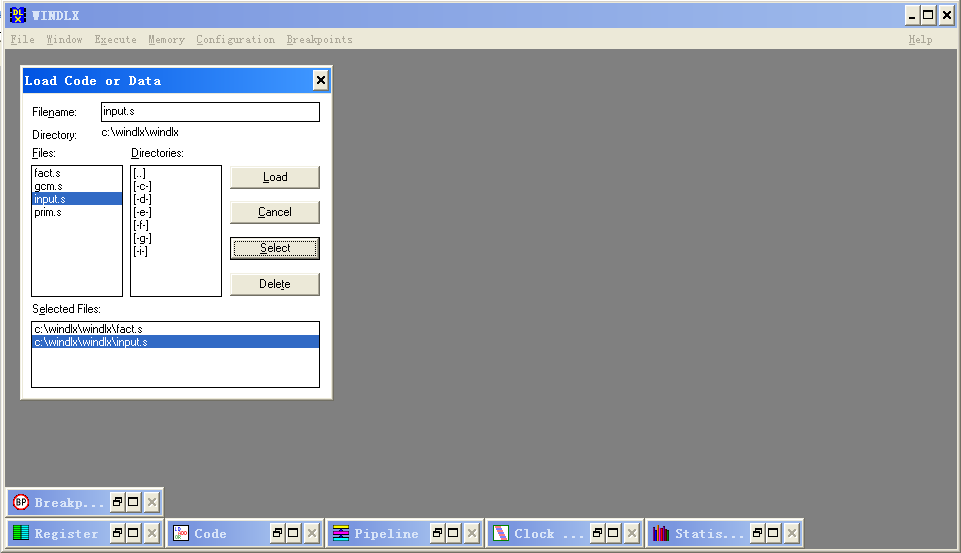 WINDLX
File Window Execute Memory Configuration Breakpoints Help
Load Code or Data
Filename: input.s
Directory: c:\windlx\windlx
Files: Directories:
fact.s [..]
gcm.s [-c-]
input.s [-d-]
prim.s [-e-]
[-f-]
[-g-]
[-i-]
Load
Cancel
Select
Delete
Selected Files:
c:\windlx\windlx\fact.s
c:\windlx\windlx\input.s
BP Breakp...
Register Code Pipeline Clock ... Statis...